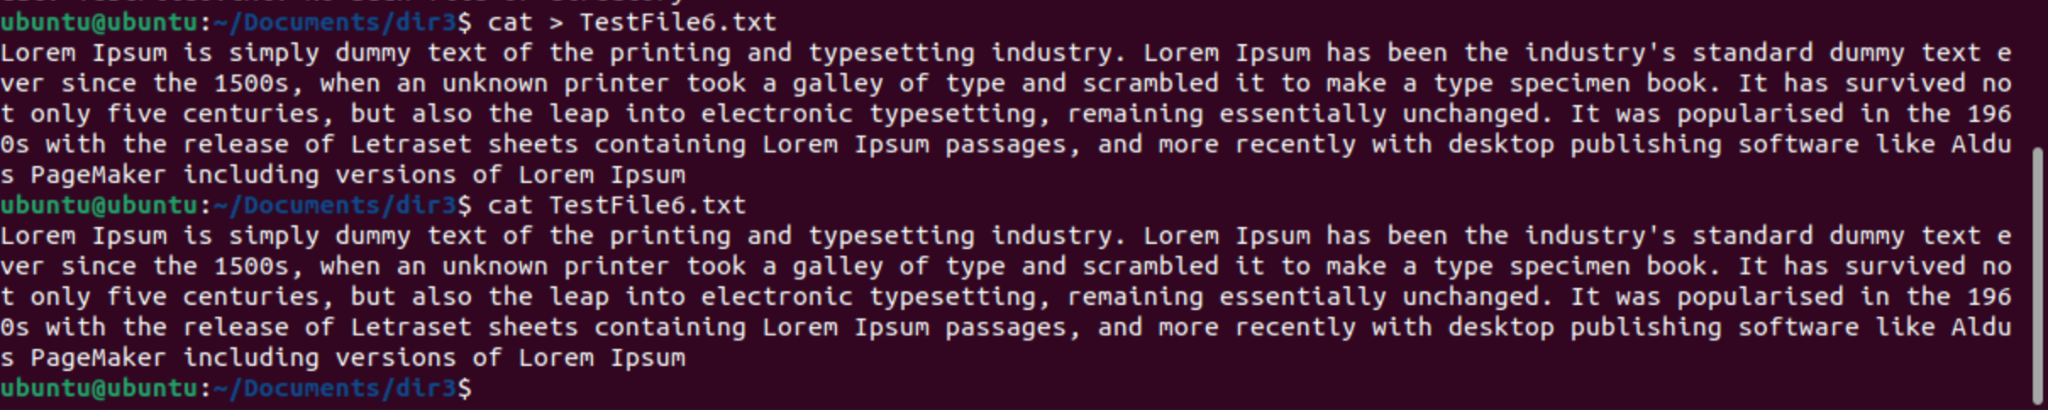 ubuntu@ubuntu:~/Documents/dir3$ cat > TestFile6.txt
Lorem Ipsum is simply dummy text of the printing and typesetting industry. Lorem Ipsum has been the industry's standard dummy text e
ver since the 1500s, when an unknown printer took a galley of type and scrambled it to make a type specimen book. It has survived no
t only five centuries, but also the leap into electronic typesetting, remaining essentially unchanged. It was popularised in the 196
0s with the release of Letraset sheets containing Lorem Ipsum passages, and more recently with desktop publishing software like Aldu
s PageMaker including versions of Lorem Ipsum
ubuntu@ubuntu:~/Documents/dir3$ cat TestFile6.txt
Lorem Ipsum is simply dummy text of the printing and typesetting industry. Lorem Ipsum has been the industry's standard dummy text e
ver since the 1500s, when an unknown printer took a galley of type and scrambled it to make a type specimen book. It has survived no
t only five centuries, but also the leap into electronic typesetting, remaining essentially unchanged. It was popularised in the 196
0s with the release of Letraset sheets containing Lorem Ipsum passages, and more recently with desktop publishing software like Aldu
s PageMaker including versions of Lorem Ipsum
ubuntu@ubuntu:~/Documents/dir3$